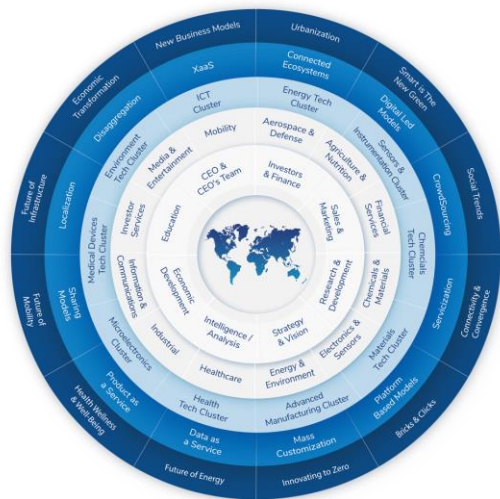 New Business Models
Urbanization
Smart is The
New Green
Social Trends
Connectivity &
Convergence
Bricks & Clicks
Innovating to Zero
Future of Energy
Health Wellness
& Well-Being
Future of
Mobility
Future of
Infrastructure
Economic
Transformation
XaaS
Connected
Ecosystems
Digital Led
Models
CrowdSourcing
Servicization
Platform
Based Models
Mass
Customization
Data as
a Service
Product as
a Service
Sharing
Models
Localization
Disaggregation
ICT
Cluster
Energy Tech
Cluster
Sensors &
Instrumentation Cluster
Chemcials
Tech Cluster
Materials
Tech Cluster
Advanced
Manufacturing Cluster
Health
Tech Cluster
Microelectronics
Cluster
Medical Devices
Tech Cluster
Environment
Tech Cluster
Mobility
Aerospace &
Defense
Agriculture &
Nutrition
Financial
Services
Chemicals &
Materials
Electronics &
Sensors
Energy &
Environment
Healthcare
Industrial
Information &
Communications
Investor
Services
Media &
Entertainment
CEO &
CEO's Team
Investors
& Finance
Sales &
Marketing
Research &
Development
Strategy
& Vision
Intelligence /
Analysis
Economic
Development
Education